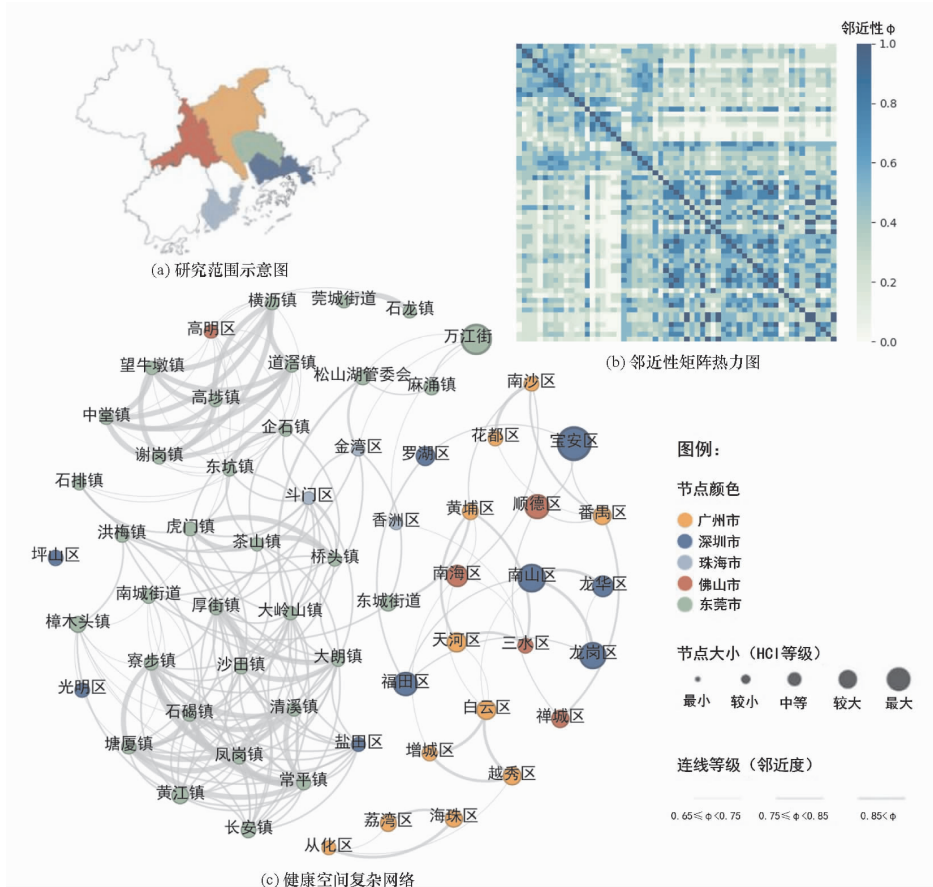 邻近性 ϕ
1.0
0.8
0.6
0.4
0.2
0.0
(a) 研究范围示意图
(b) 邻近性矩阵热力图
横沥镇
莞城街道
石龙镇
高明区
万江街
望牛墩镇
道滘镇
松山湖管委会
麻涌镇
南沙区
高埗镇
中堂镇
企石镇
花都区
宝安区
谢岗镇
东坑镇
金湾区
罗湖区
石排镇
斗门区
香洲区
黄埔区
顺德区
番禺区
洪梅镇
虎门镇
茶山镇
桥头镇
坪山区
南海区
南山区
龙华区
南城街道
厚街镇
大岭山镇
东城街道
樟木头镇
天河区
三水区
龙岗区
寮步镇
沙田镇
大朗镇
光明区
福田区
石碣镇
清溪镇
白云区
禅城区
塘厦镇
凤岗镇
盐田区
增城区
黄江镇
常平镇
越秀区
长安镇
荔湾区
海珠区
从化区
图例：
节点颜色
广州市
深圳市
珠海市
佛山市
东莞市
节点大小（HCI等级）
最小 较小 中等 较大 最大
连线等级（邻近度）
0.65≤ϕ<0.75 0.75≤ϕ<0.85 0.85<ϕ
(c) 健康空间复杂网络